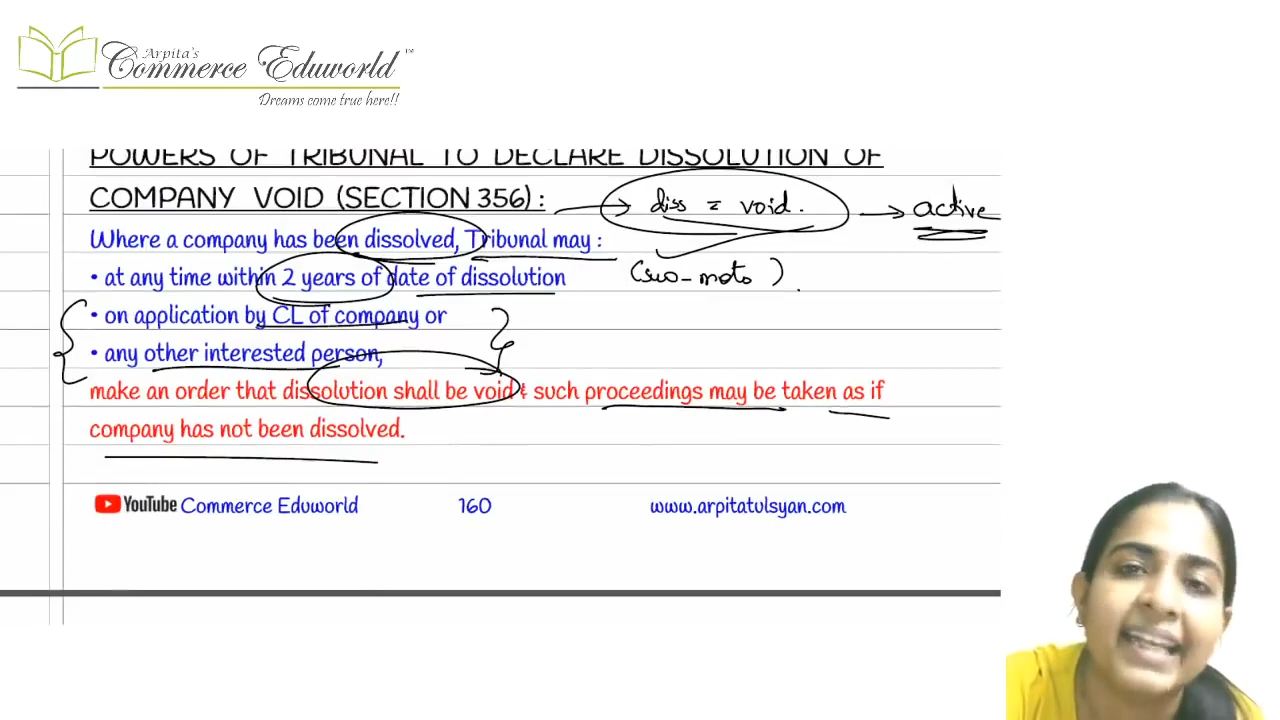 Arpita's
Commerce Eduworld™
Dreams come true here!!
POWERS OF TRIBUNAL TO DECLARE DISSOLUTION OF
COMPANY VOID (SECTION 356) : → diss = void. → active
Where a company has been dissolved, Tribunal may :
• at any time within 2 years of date of dissolution (suo-moto).
• on application by CL of company or
• any other interested person,
make an order that dissolution shall be void & such proceedings may be taken as if
company has not been dissolved.
YouTube Commerce Eduworld 160 www.arpitatulsyan.com